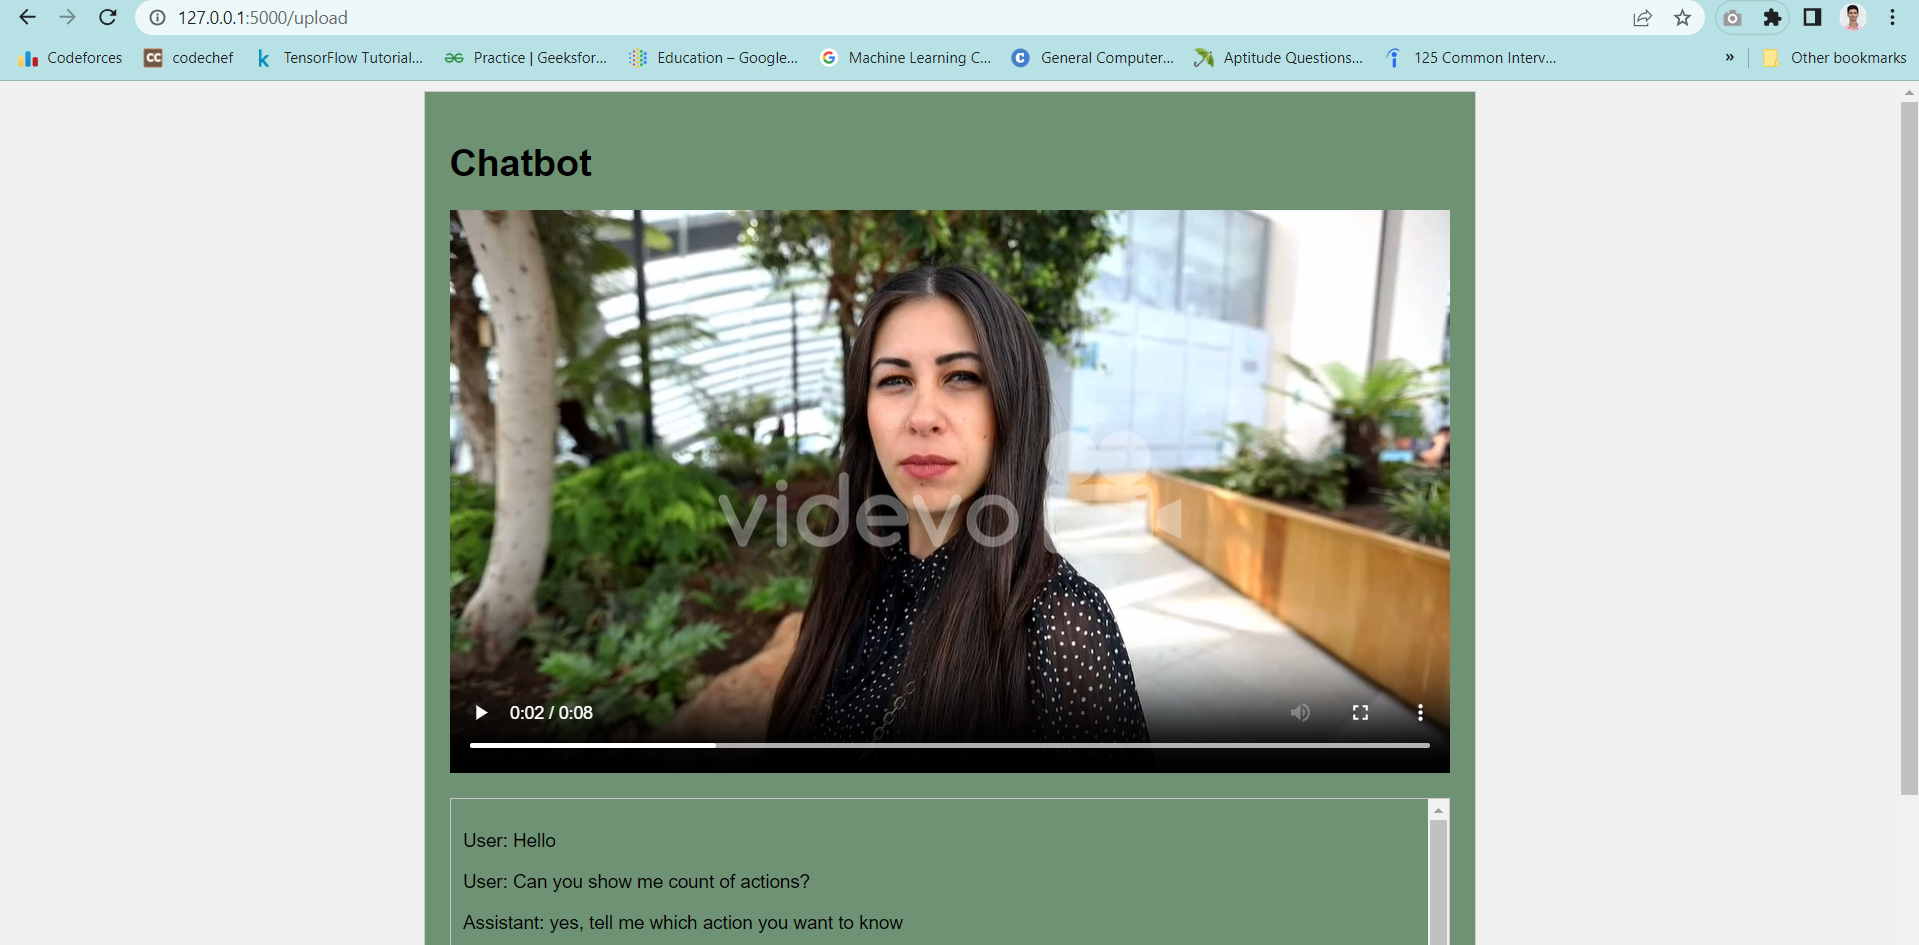 127.0.0.1:5000/upload
Codeforces
CC codechef
k TensorFlow Tutorial...
Practice | Geeksfor...
Education – Google...
G Machine Learning C...
C General Computer...
Aptitude Questions...
125 Common Interv...
»
Other bookmarks
Chatbot
videvo
0:02 / 0:08
User: Hello
User: Can you show me count of actions?
Assistant: yes, tell me which action you want to know